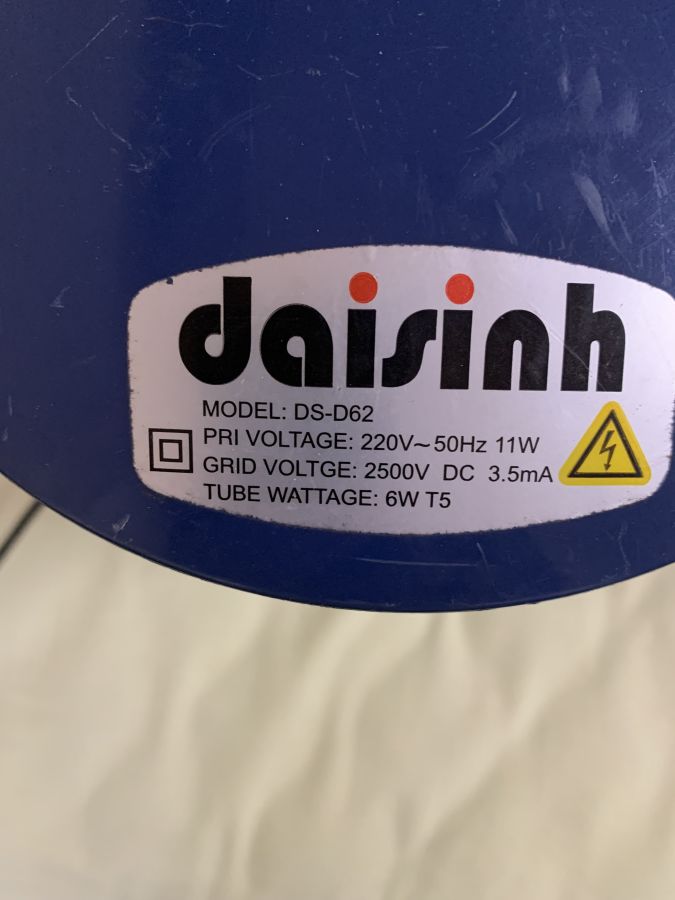 daisinh
MODEL: DS-D62
PRI VOLTAGE: 220V~50Hz 11W
GRID VOLTGE: 2500V DC 3.5mA
TUBE WATTAGE: 6W T5